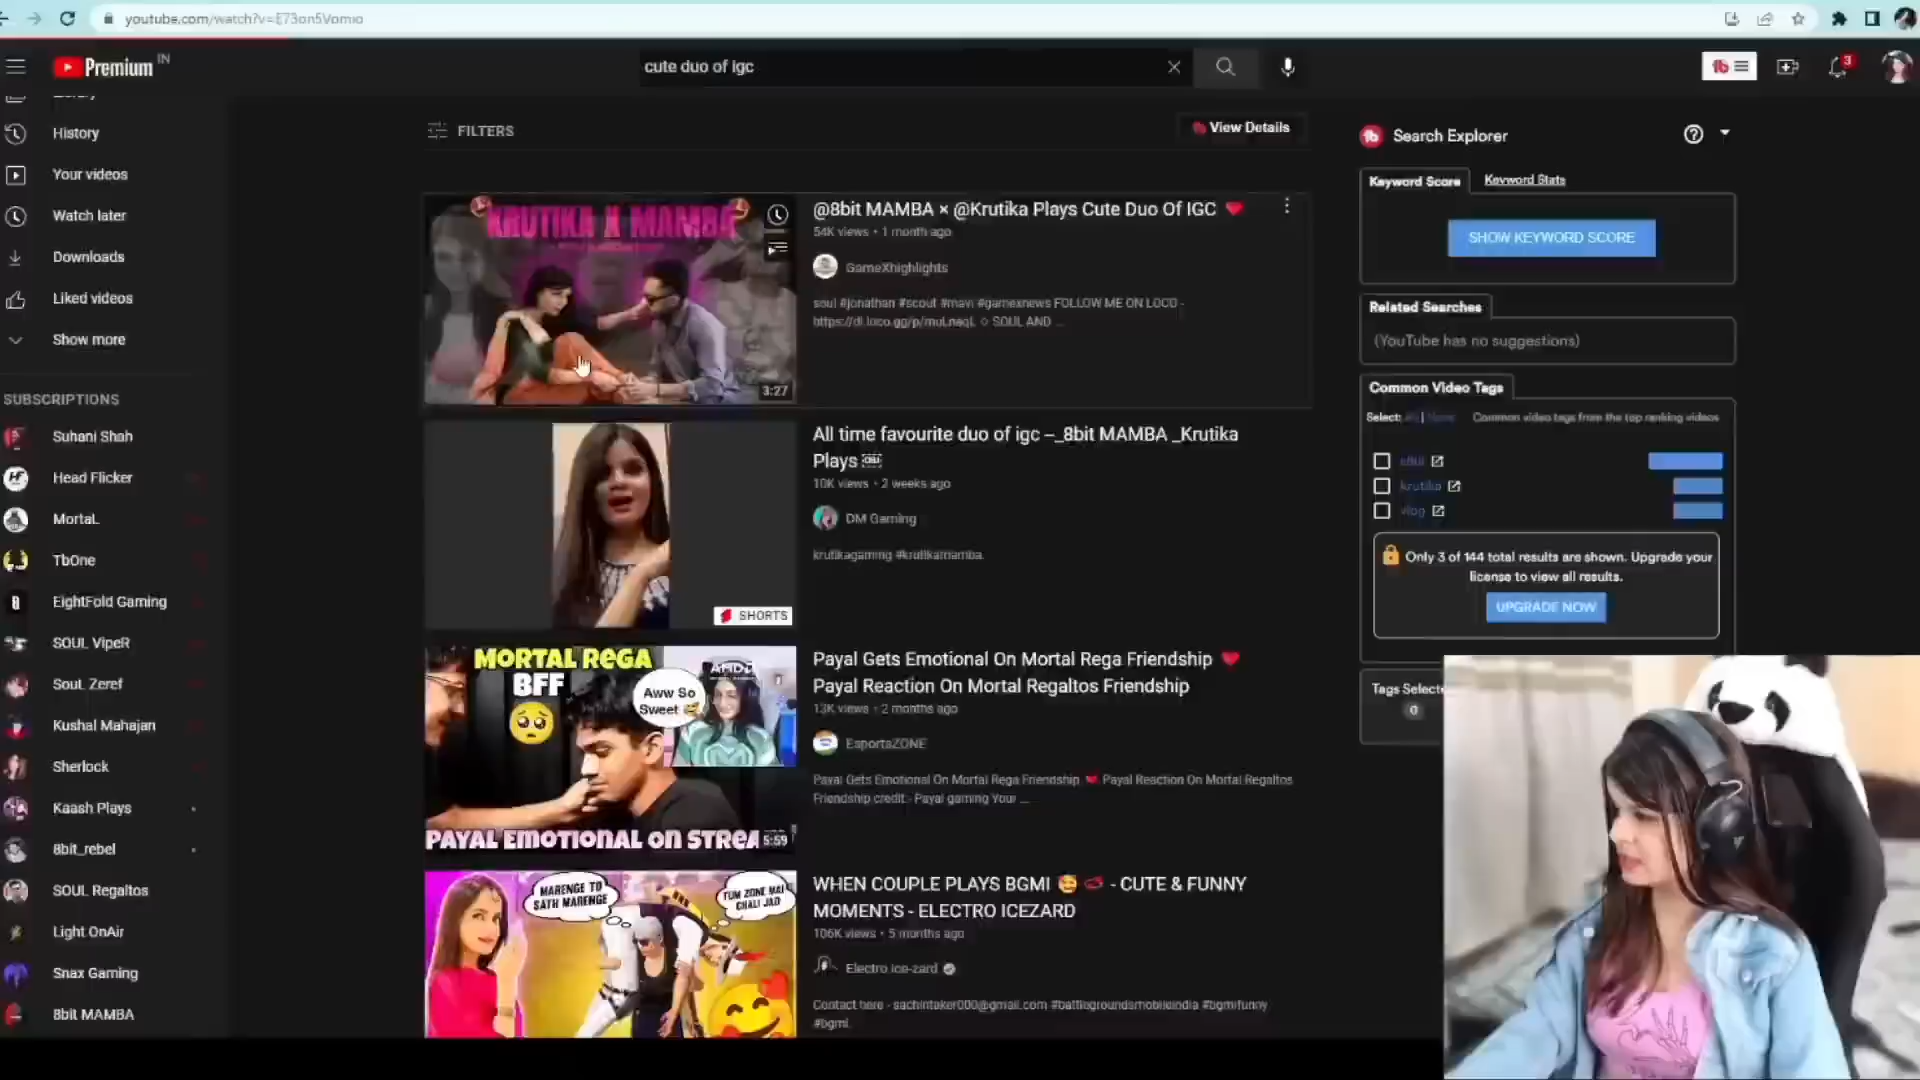 youtube.com/watch?v=E73on5Vomio
Premium IN
cute duo of igc
3
History
Your videos
Watch later
Downloads
Liked videos
Show more
SUBSCRIPTIONS
Suhani Shah
Head Flicker
MortaL
TbOne
EightFold Gaming
SOUL VipeR
SouL Zeref
Kushal Mahajan
Sherlock
Kaash Plays
8bit_rebel
SOUL Regaltos
Light OnAir
Snax Gaming
8bit MAMBA
FILTERS
View Details
KRUTIKA X MAMBA
3:27
@8bit MAMBA × @Krutika Plays Cute Duo Of IGC ❤
54K views • 1 month ago
GameXhighlights
soul #jonathan #scout #mavi #gamexnews FOLLOW ME ON LOCO -
SOUL AND ...
SHORTS
All time favourite duo of igc –_8bit MAMBA _Krutika
Plays
10K views • 2 weeks ago
DM Gaming
krutikagaming #krutikamamba.
MORTAL REGA
BFF
Aww So
Sweet
AMD
PAYAL EMOTIONAL ON STREA
5:59
Payal Gets Emotional On Mortal Rega Friendship ❤
Payal Reaction On Mortal Regaltos Friendship
13K views • 2 months ago
EsportsZONE
Payal Gets Emotional On Mortal Rega Friendship ❤ Payal Reaction On Mortal Regaltos
Friendship credit:- Payal gaming Your ...
MARENGE TO
SATH MARENGE
TUM ZONE MAI
CHALI JAO
WHEN COUPLE PLAYS BGMI 🥰 💋 - CUTE & FUNNY
MOMENTS - ELECTRO ICEZARD
106K views • 5 months ago
Electro Ice-zard
Contact here - sachintaker000@gmail.com #battlegroundsmobileindia #bgmifunny
#bgmi.
Search Explorer
Keyword Score
Keyword Stats
SHOW KEYWORD SCORE
Related Searches
(YouTube has no suggestions)
Common Video Tags
Select: All | None
Common video tags from the top ranking videos
soul
krutika
vlog
Only 3 of 144 total results are shown. Upgrade your
license to view all results.
UPGRADE NOW
Tags Selecte
0